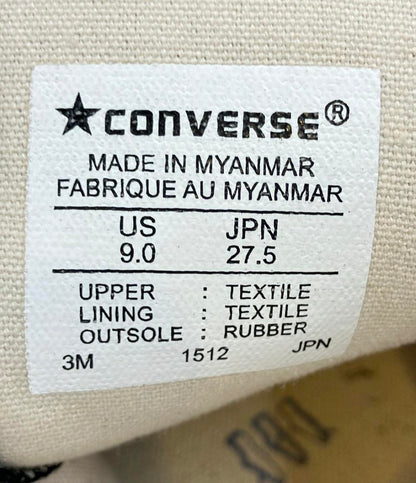 ★CONVERSE®
MADE IN MYANMAR
FABRIQUE AU MYANMAR
US JPN
9.0 27.5
UPPER : TEXTILE
LINING : TEXTILE
OUTSOLE : RUBBER
3M 1512 JPN